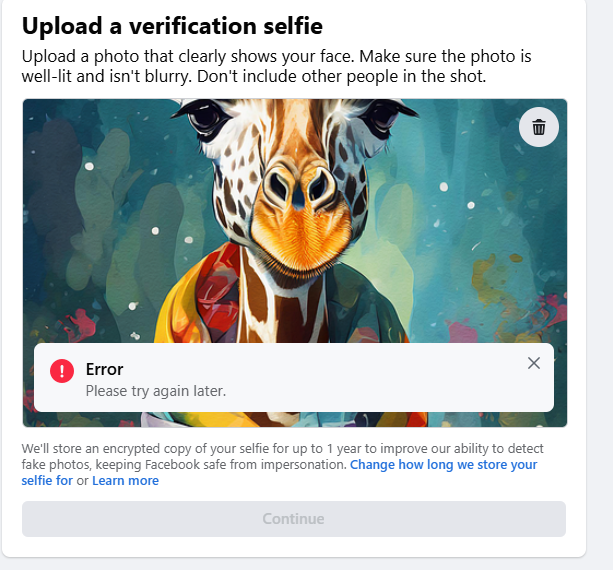 Upload a verification selfie
Upload a photo that clearly shows your face. Make sure the photo is
well-lit and isn't blurry. Don't include other people in the shot.
Error
Please try again later.
We'll store an encrypted copy of your selfie for up to 1 year to improve our ability to detect
fake photos, keeping Facebook safe from impersonation. Change how long we store your
selfie for or Learn more
Continue